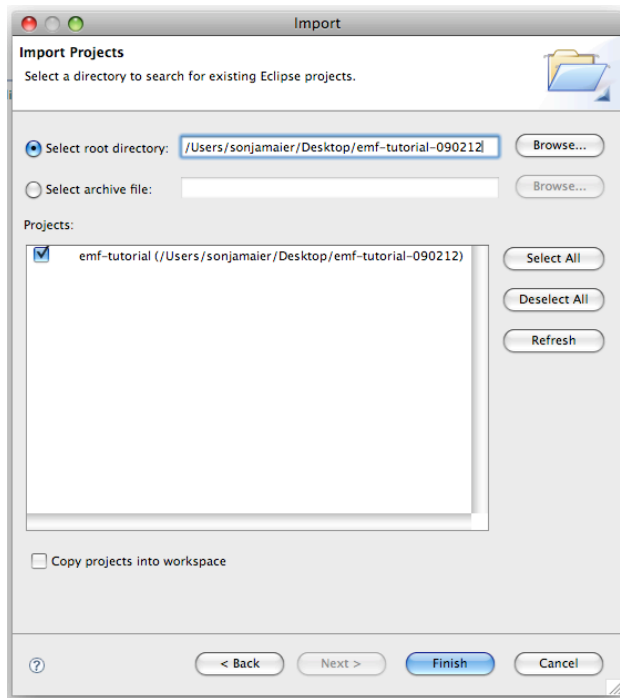 Import
Import Projects
Select a directory to search for existing Eclipse projects.
Select root directory: /Users/sonjamaier/Desktop/emf-tutorial-090212 Browse...
Select archive file: Browse...
Projects:
emf-tutorial (/Users/sonjamaier/Desktop/emf-tutorial-090212)
Select All
Deselect All
Refresh
Copy projects into workspace
? < Back Next > Finish Cancel